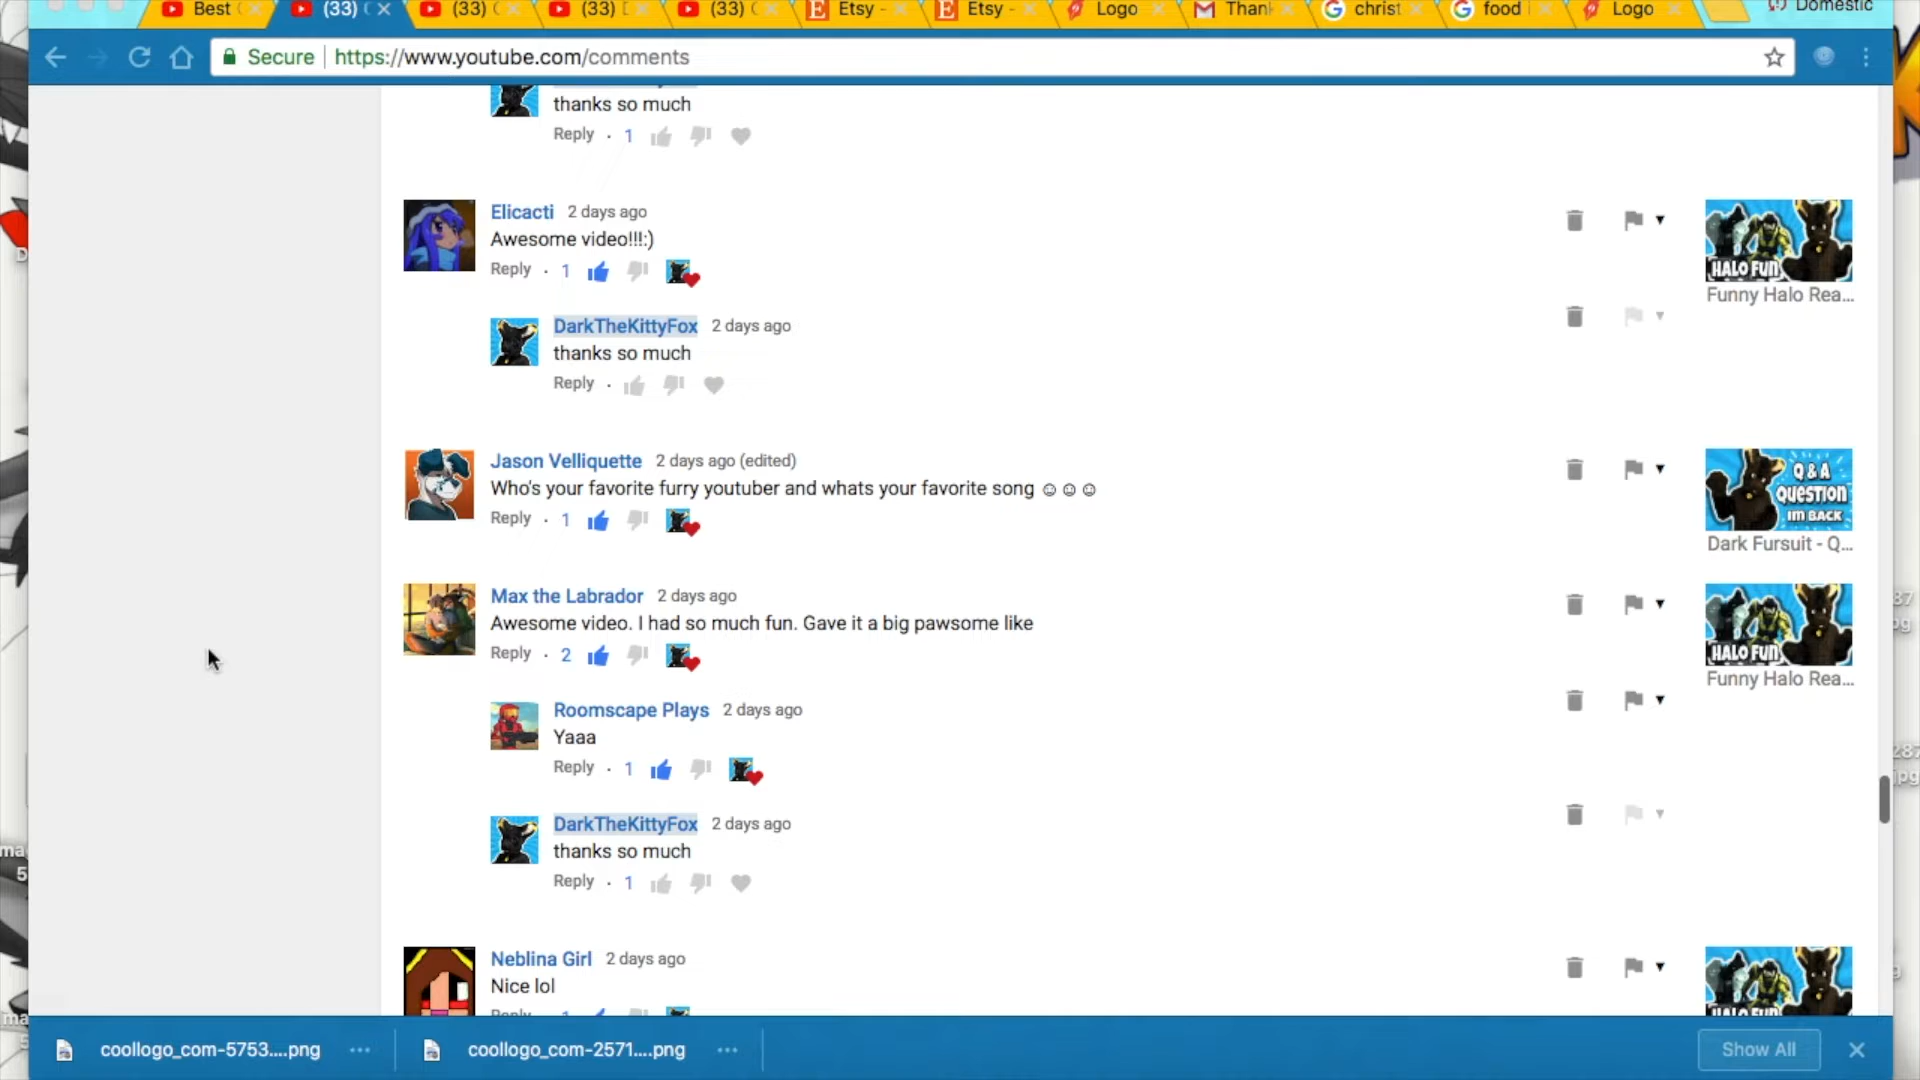 Best
(33)
(33)
(33)
(33)
Etsy -
Etsy -
Logo
Thank
christ
food
Logo
Domestic
Secure | https://www.youtube.com/comments
thanks so much
Reply · 1
Elicacti 2 days ago
Awesome video!!!:)
Reply · 1
HALO FUN
Funny Halo Rea...
DarkTheKittyFox 2 days ago
thanks so much
Reply ·
Jason Velliquette 2 days ago (edited)
Who's your favorite furry youtuber and whats your favorite song ☺☺☺
Reply · 1
Q & A
QUESTION
IM BACK
Dark Fursuit - Q...
Max the Labrador 2 days ago
Awesome video. I had so much fun. Gave it a big pawsome like
Reply · 2
HALO FUN
Funny Halo Rea...
Roomscape Plays 2 days ago
Yaaa
Reply · 1
DarkTheKittyFox 2 days ago
thanks so much
Reply · 1
Neblina Girl 2 days ago
Nice lol
Reply 1
HALO FUN
coollogo_com-5753....png
coollogo_com-2571....png
Show All